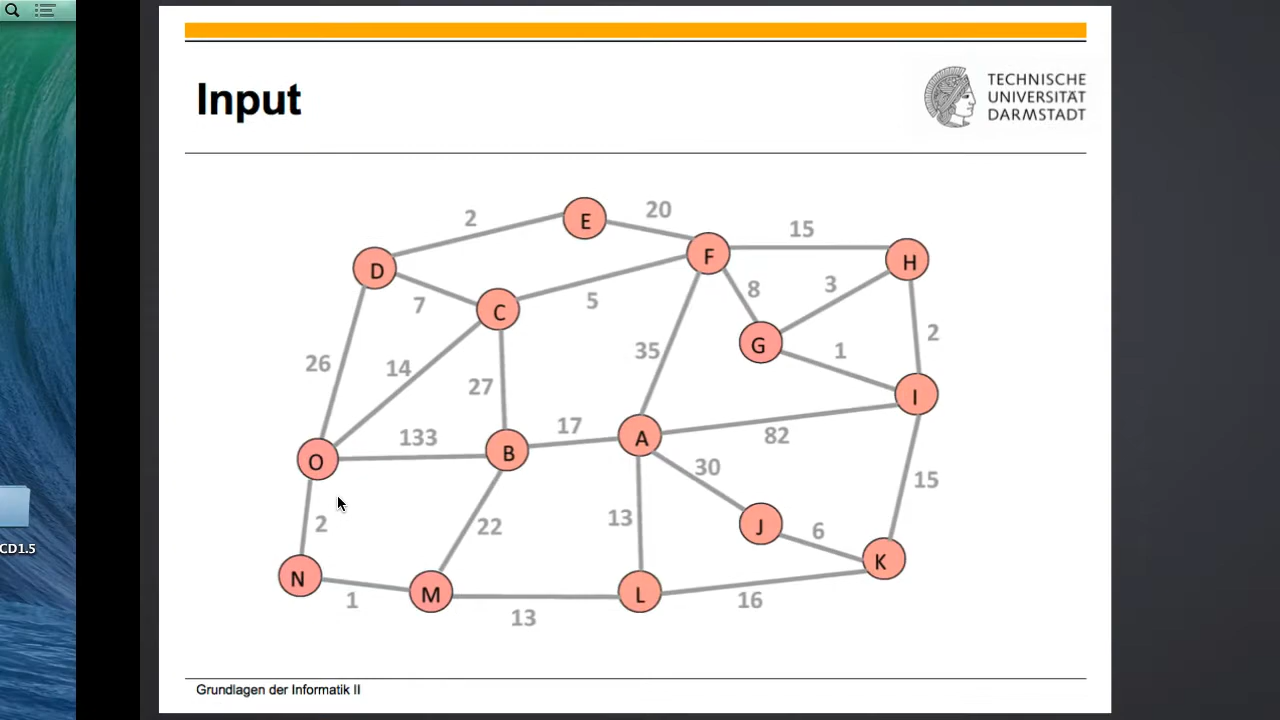 Input
TECHNISCHE
UNIVERSITÄT
DARMSTADT
2
E
20
15
D
F
H
7
C
5
8
3
G
1
2
26
14
27
35
I
133
17
A
82
O
B
30
15
2
22
13
J
6
K
N
1
M
13
L
16
CD1.5
Grundlagen der Informatik II